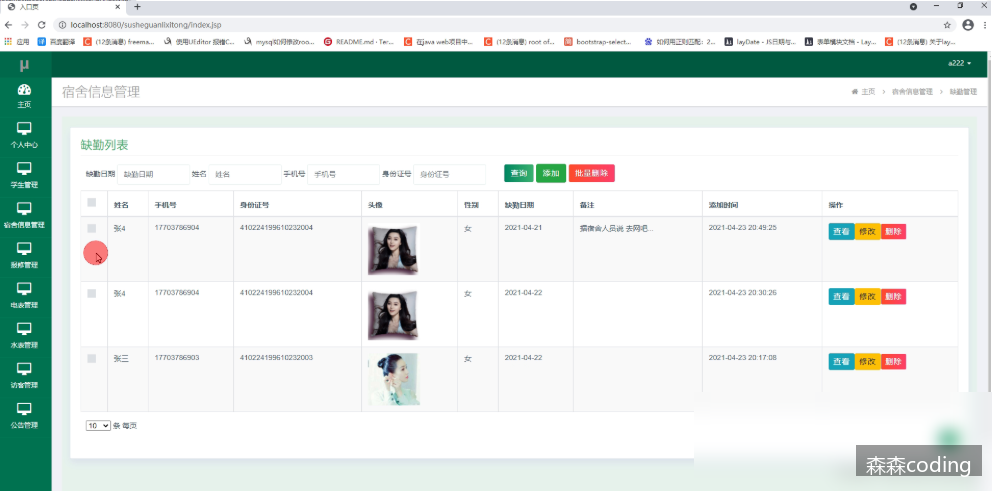 入口页
localhost:8080/susheguanlixitong/index.jsp
应用 百度翻译 (12条消息) freema... 使用UEditor 报错C... mysql如何修改roo... README.md · Ter... 在java web项目中... (12条消息) root of... bootstrap-select... 如何用正则匹配：2... layDate - JS日期与... 表单模块文档 - Lay... (12条消息) 关于lay...
μ
a222
宿舍信息管理
主页 > 宿舍信息管理 > 缺勤管理
主页
个人中心
学生管理
宿舍信息管理
报修管理
电表管理
水表管理
访客管理
公告管理
缺勤列表
缺勤日期 缺勤日期 姓名 姓名 手机号 手机号 身份证号 身份证号 查询 添加 批量删除
姓名 手机号 身份证号 头像 性别 缺勤日期 备注 添加时间 操作
张4 17703786904 410224199610232004 女 2021-04-21 据宿舍人员说 去网吧... 2021-04-23 20:49:25 查看 修改 删除
张4 17703786904 410224199610232004 女 2021-04-22 2021-04-23 20:30:26 查看 修改 删除
张三 17703786903 410224199610232003 女 2021-04-22 2021-04-23 20:17:08 查看 修改 删除
10 条 每页
森森coding